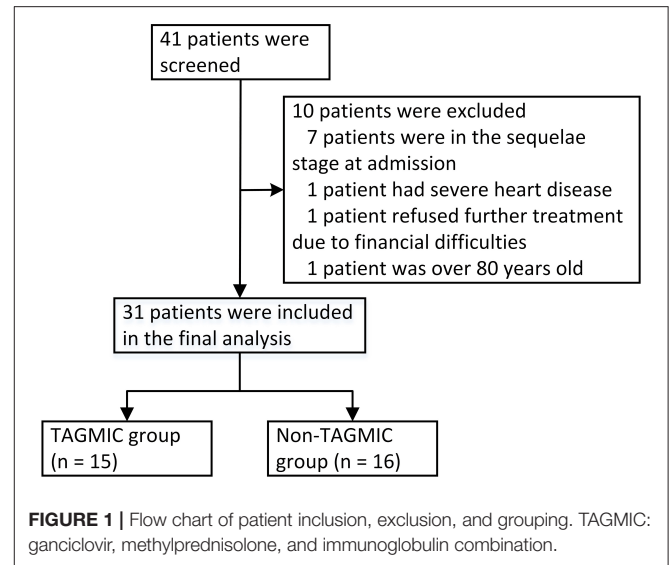 41 patients were
screened
10 patients were excluded
7 patients were in the sequelae
stage at admission
1 patient had severe heart disease
1 patient refused further treatment
due to financial difficulties
1 patient was over 80 years old
31 patients were included
in the final analysis
TAGMIC group
(n = 15)
Non-TAGMIC
group (n = 16)
FIGURE 1 | Flow chart of patient inclusion, exclusion, and grouping. TAGMIC:
ganciclovir, methylprednisolone, and immunoglobulin combination.